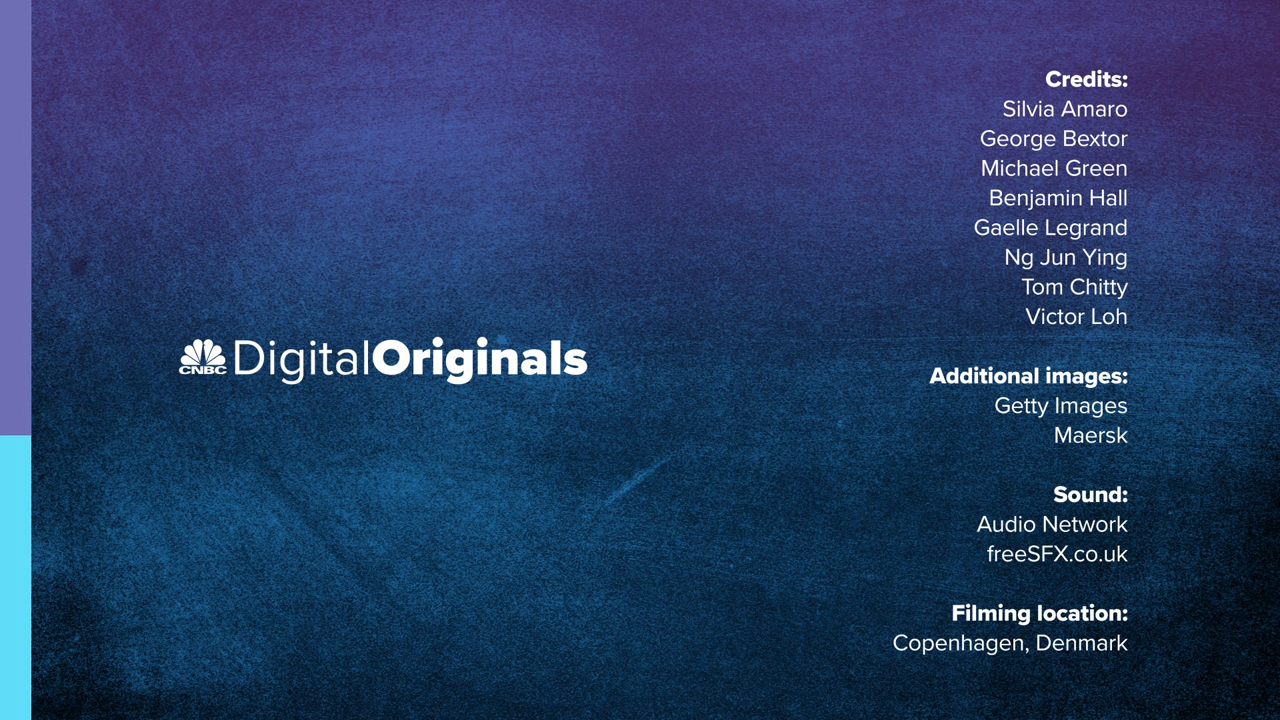 CNBC DigitalOriginals
Credits:
Silvia Amaro
George Bextor
Michael Green
Benjamin Hall
Gaelle Legrand
Ng Jun Ying
Tom Chitty
Victor Loh
Additional images:
Getty Images
Maersk
Sound:
Audio Network
freeSFX.co.uk
Filming location:
Copenhagen, Denmark